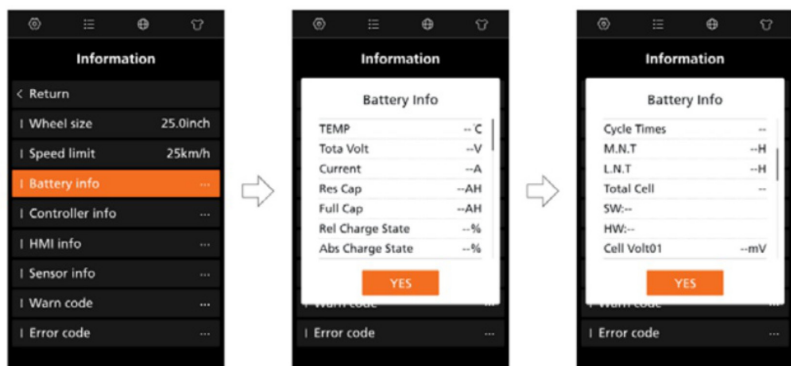 Information
< Return
Wheel size 25.0inch
Speed limit 25km/h
Battery info ...
Controller info ...
HMI info ...
Sensor info ...
Warn code ...
Error code ...
Information
Battery Info
TEMP -- C
Tota Volt --V
Current --A
Res Cap --AH
Full Cap --AH
Rel Charge State --%
Abs Charge State --%
YES
Warn code ...
Error code ...
Information
Battery Info
Cycle Times --
M.N.T --H
L.N.T --H
Total Cell --
SW:--
HW:--
Cell Volt01 --mV
YES
Warn code ...
Error code ...